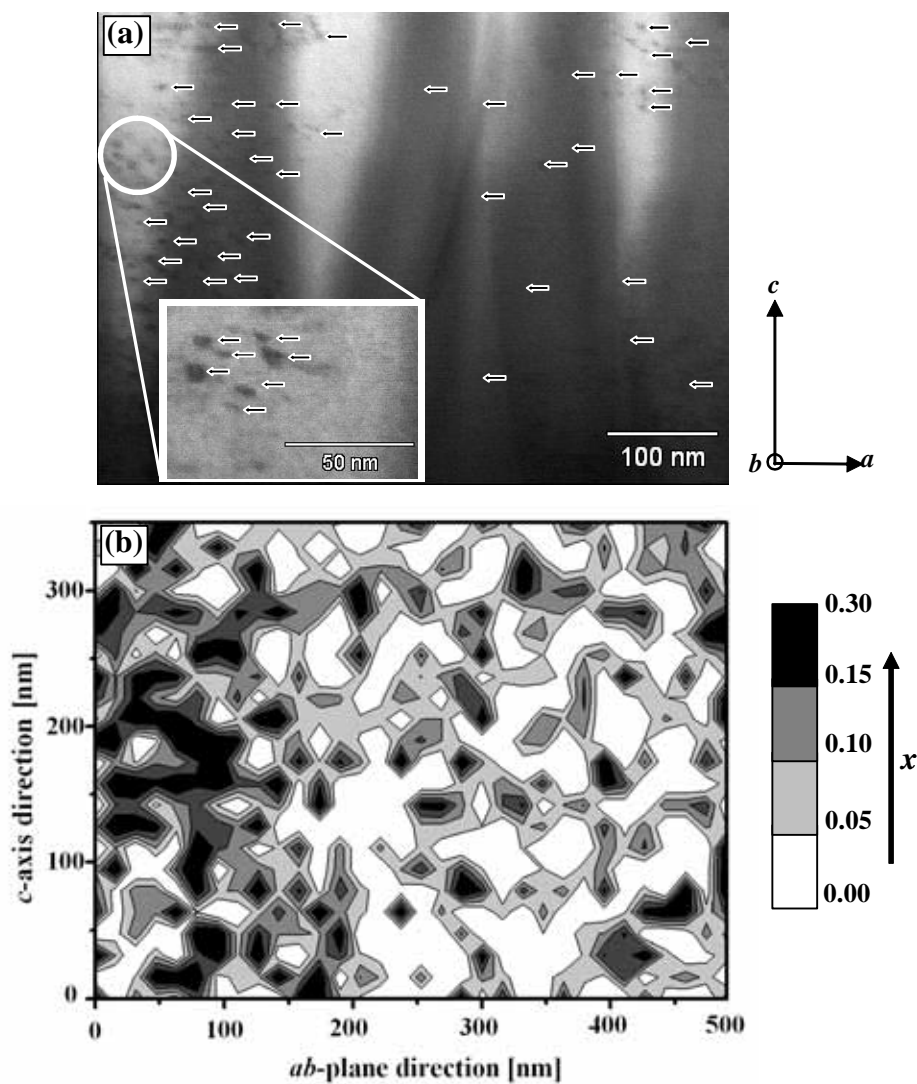 (a)
50 nm
100 nm
c
b
a
(b)
300
200
100
0
0
100
200
300
400
500
c-axis direction [nm]
ab-plane direction [nm]
0.30
0.15
0.10
0.05
0.00
x